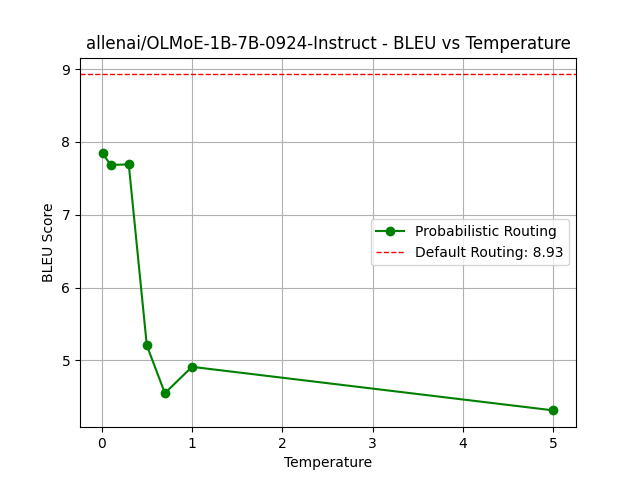 allenai/OLMoE-1B-7B-0924-Instruct - BLEU vs Temperature
9
8
7
6
5
BLEU Score
Probabilistic Routing
Default Routing: 8.93
0
1
2
3
4
5
Temperature